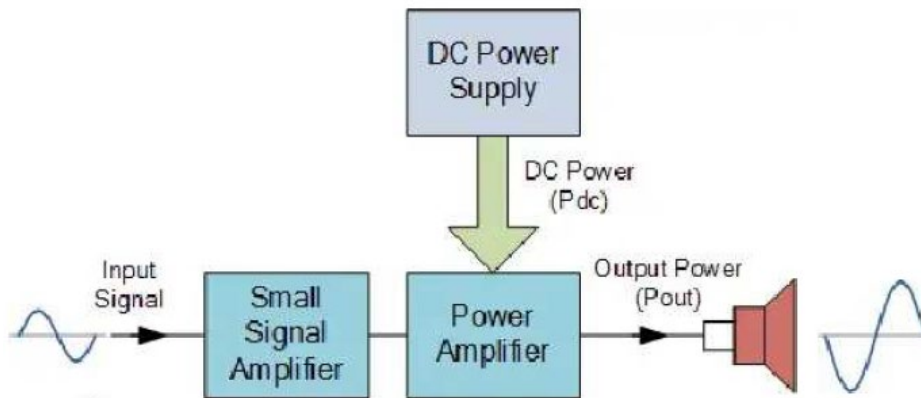 DC Power
Supply
DC Power
(Pdc)
Input
Signal
Small
Signal
Amplifier
Power
Amplifier
Output Power
(Pout)